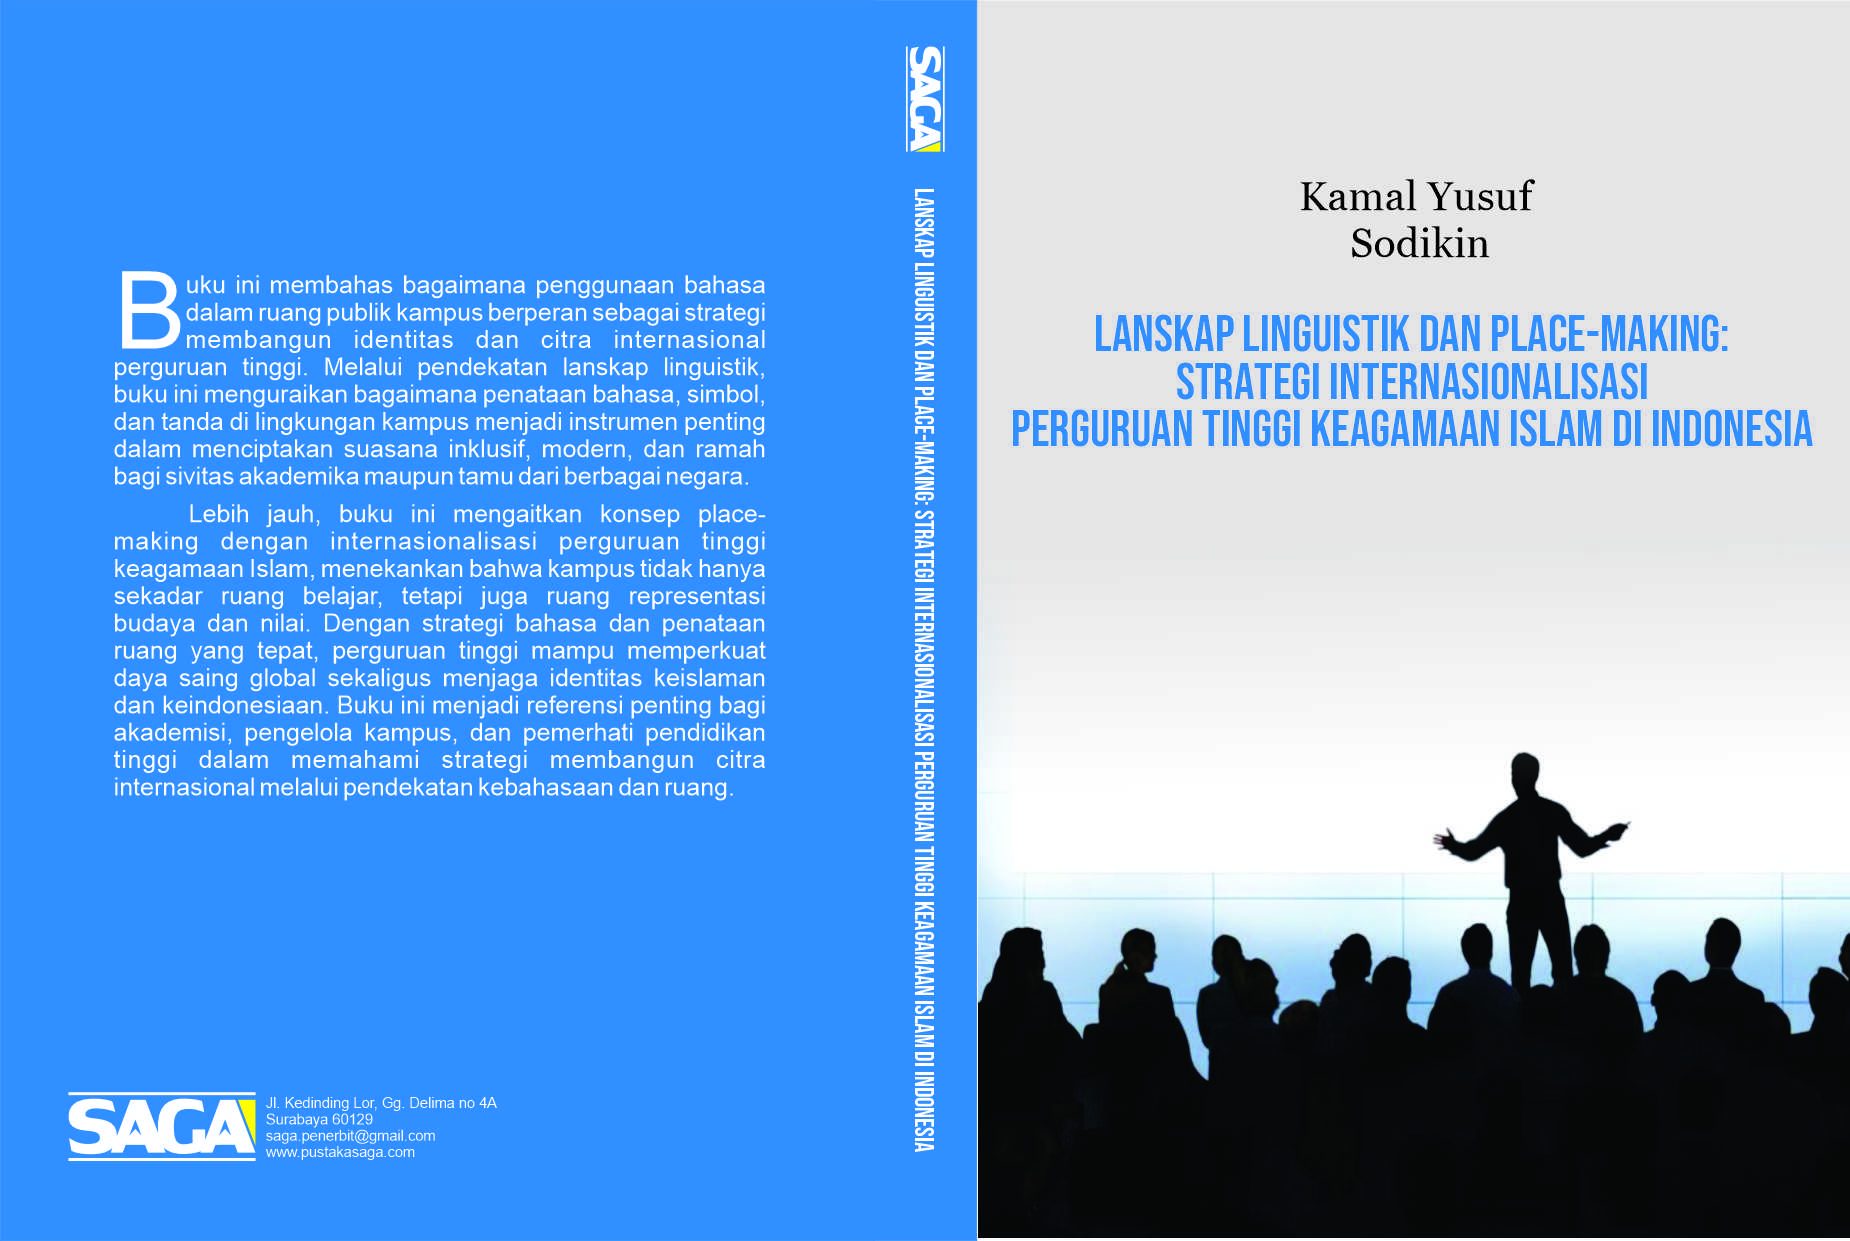 Buku ini membahas bagaimana penggunaan bahasa
dalam ruang publik kampus berperan sebagai strategi
membangun identitas dan citra internasional
perguruan tinggi. Melalui pendekatan lanskap linguistik,
buku ini menguraikan bagaimana penataan bahasa, simbol,
dan tanda di lingkungan kampus menjadi instrumen penting
dalam menciptakan suasana inklusif, modern, dan ramah
bagi sivitas akademika maupun tamu dari berbagai negara.
Lebih jauh, buku ini mengaitkan konsep place-
making dengan internasionalisasi perguruan tinggi
keagamaan Islam, menekankan bahwa kampus tidak hanya
sekadar ruang belajar, tetapi juga ruang representasi
budaya dan nilai. Dengan strategi bahasa dan penataan
ruang yang tepat, perguruan tinggi mampu memperkuat
daya saing global sekaligus menjaga identitas keislaman
dan keindonesiaan. Buku ini menjadi referensi penting bagi
akademisi, pengelola kampus, dan pemerhati pendidikan
tinggi dalam memahami strategi membangun citra
internasional melalui pendekatan kebahasaan dan ruang.
SAGA
Jl. Kedinding Lor, Gg. Delima no 4A
Surabaya 60129
saga.penerbit@gmail.com
www.pustakasaga.com
SAGA
LANSKAP LINGUISTIK DAN PLACE-MAKING: STRATEGI INTERNASIONALISASI PERGURUAN TINGGI KEAGAMAAN ISLAM DI INDONESIA
Kamal Yusuf
Sodikin
LANSKAP LINGUISTIK DAN PLACE-MAKING:
STRATEGI INTERNASIONALISASI
PERGURUAN TINGGI KEAGAMAAN ISLAM DI INDONESIA